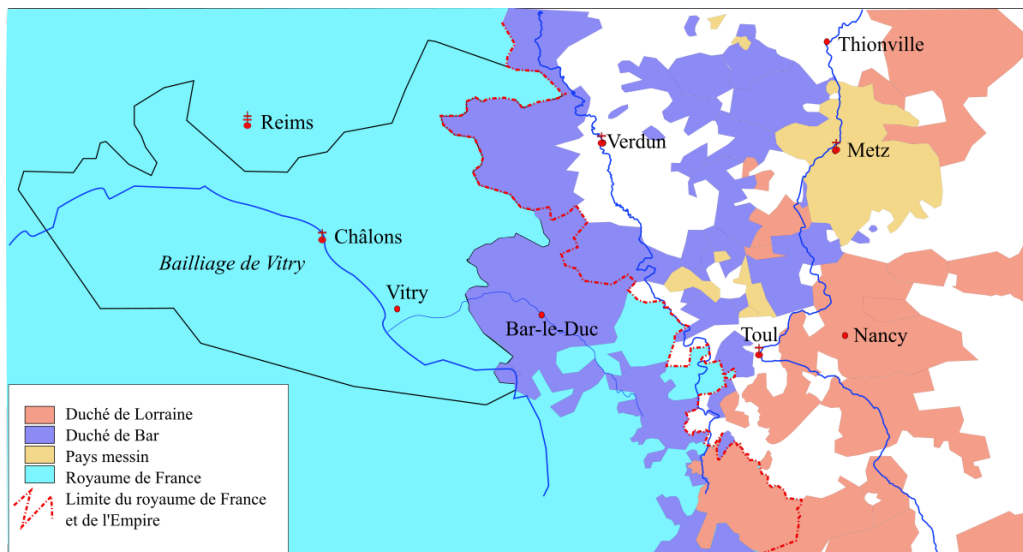 Thionville
Reims
Verdun
Metz
Châlons
Bailliage de Vitry
Vitry
Bar-le-Duc
Toul
Nancy
Duché de Lorraine
Duché de Bar
Pays messin
Royaume de France
Limite du royaume de France
et de l'Empire